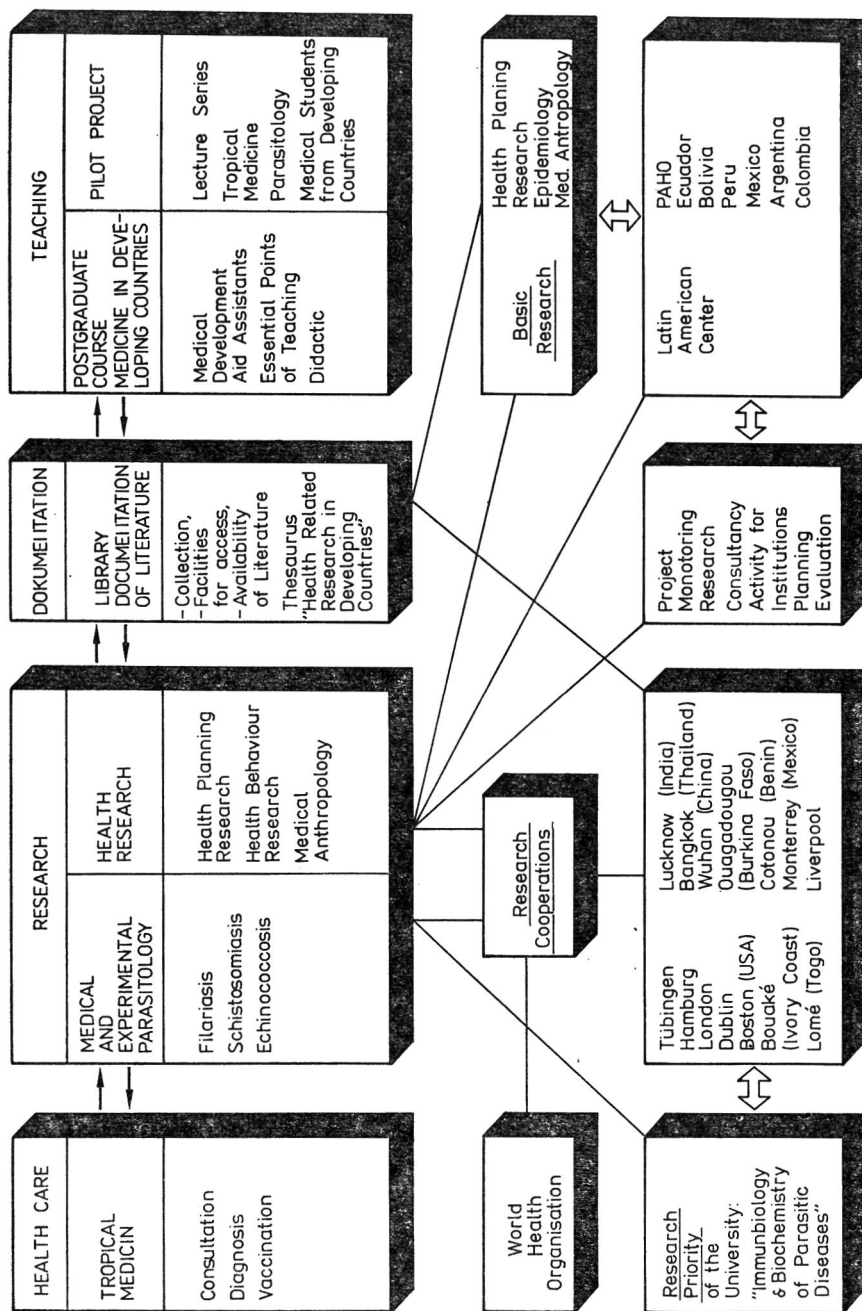 HEALTH CARE
TROPICAL
MEDICIN
Consultation
Diagnosis
Vaccination
RESEARCH
MEDICAL
AND
EXPERIMENTAL
PARASITOLOGY
Filariasis
Schistosomiasis
Echinococcosis
HEALTH
RESEARCH
Health Planning
Research
Health Behaviour
Research
Medical
Anthropology
DOKUMEITATION
LIBRARY
DOCUMEITATION
OF LITERATURE
-Collection,
-Facilities
for access,
-Availability
of Literature
Thesaurus
"Health Related
Research in
Developing
Countries"
TEACHING
POSTGRADUATE
COURSE
MEDICINE IN DEVE-
LOPING COUNTRIES
Medical
Development
Aid Assistants
Essential Points
of Teaching
Didactic
PILOT PROJECT
Lecture Series
Tropical
Medicine
Parasitology
Medical Students
from Developing
Countries
World
Health
Organisation
Research
Cooperations
Basic
Research
Health Planing
Research
Epidemiology
Med. Antropology
Research
Priority
of the
University:
"Immunbiology
& Biochemistry
of Parasitic
Diseases"
Tübingen
Hamburg
London
Dublin
Boston (USA)
Bouaké
(Ivory Coast)
Lomé (Togo)
Lucknow (India)
Bangkok (Thailand)
Wuhan (China)
Ouagadougou
(Burkina Faso)
Cotonou (Benin)
Monterrey (Mexico)
Liverpool
Project
Monotoring
Research
Consultancy
Activity for
Institutions
Planning
Evaluation
Latin
American
Center
PAHO
Ecuador
Bolivia
Peru
Mexico
Argentina
Colombia